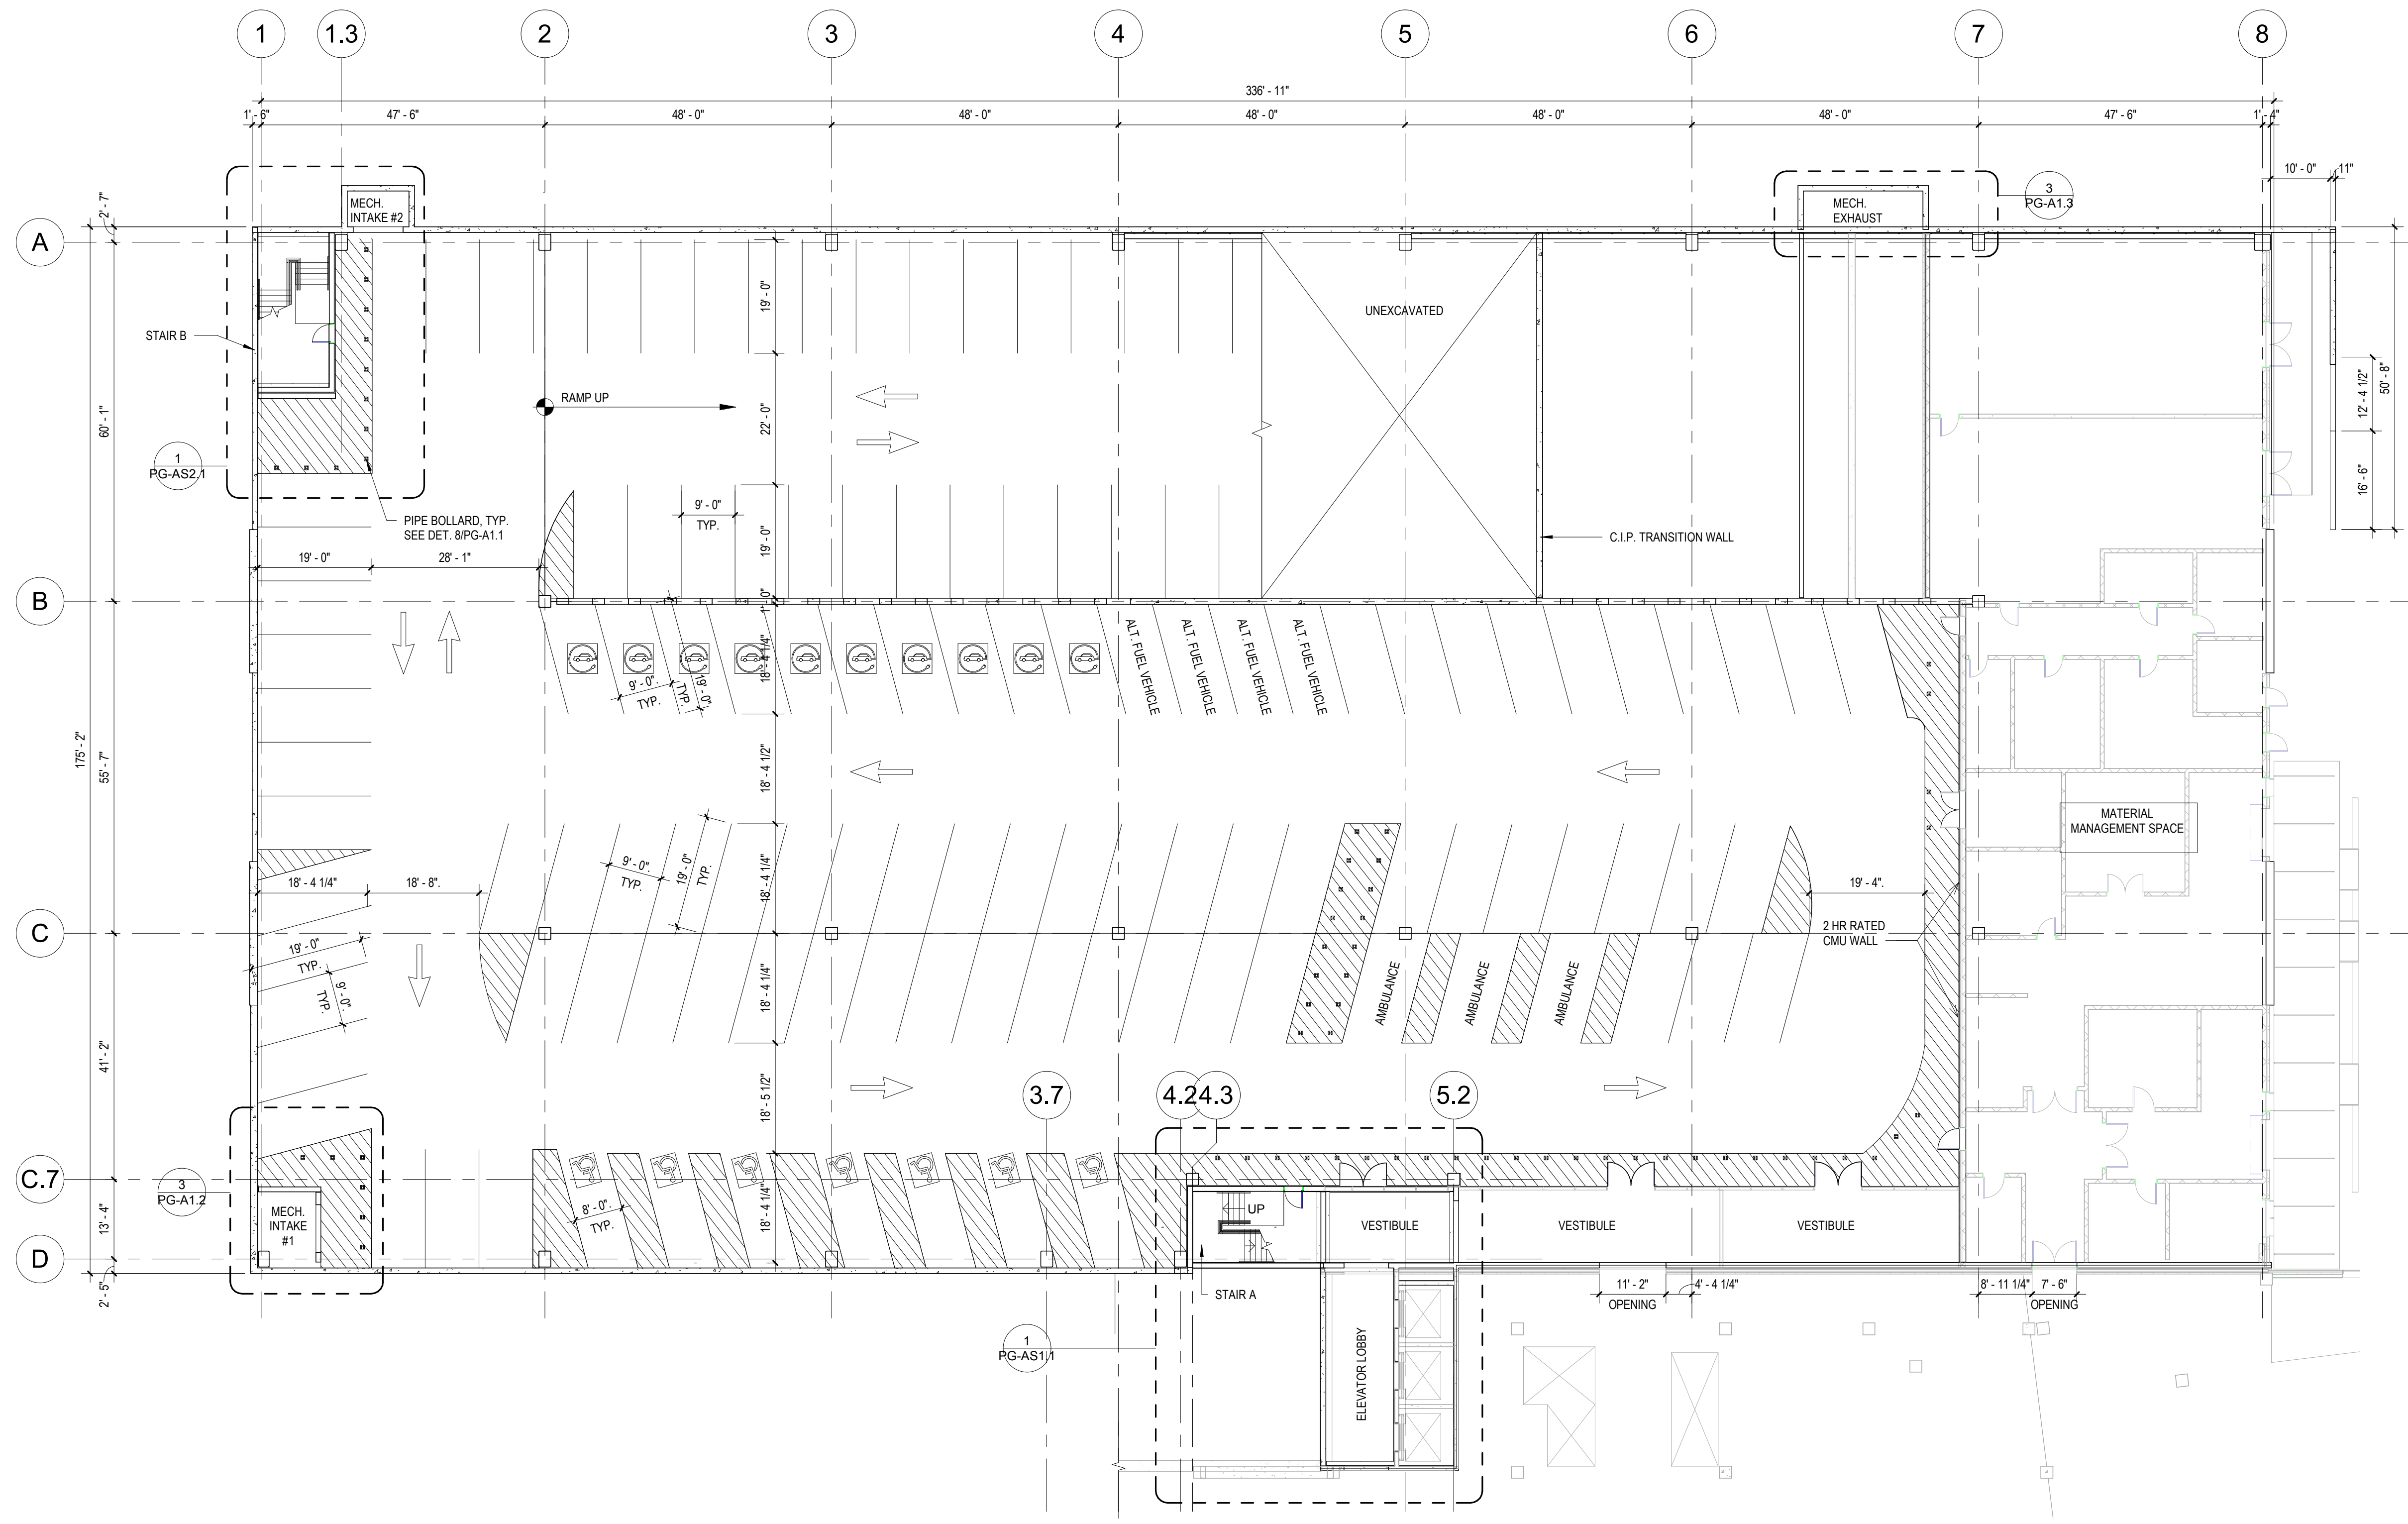 1
1.3
2
3
4
5
6
7
8
336' - 11"
1' - 6"
47' - 6"
48' - 0"
48' - 0"
48' - 0"
48' - 0"
48' - 0"
47' - 6"
1' - 4"
10' - 0"
11"
2' - 7"
MECH.
INTAKE #2
MECH.
EXHAUST
3
PG-A1.3
A
STAIR B
UNEXCAVATED
19' - 0"
22' - 0"
19' - 0"
RAMP UP
12' - 4 1/2"
50' - 8"
16' - 6"
60' - 1"
1
PG-AS2.1
PIPE BOLLARD, TYP.
SEE DET. 8/PG-A1.1
9' - 0"
TYP.
C.I.P. TRANSITION WALL
19' - 0"
28' - 1"
B
1' - 0"
18' - 4 1/4"
9' - 0".
TYP.
19' - 0"
TYP.
ALT. FUEL VEHICLE
ALT. FUEL VEHICLE
ALT. FUEL VEHICLE
ALT. FUEL VEHICLE
175' - 2"
55' - 7"
18' - 4 1/2"
MATERIAL
MANAGEMENT SPACE
18' - 4 1/4"
18' - 8".
9' - 0".
TYP.
19' - 0"
TYP.
18' - 4 1/4"
19' - 4".
2 HR RATED
CMU WALL
C
19' - 0"
TYP.
9' - 0".
TYP.
18' - 4 1/4"
AMBULANCE
AMBULANCE
AMBULANCE
41' - 2"
18' - 5 1/2"
3.7
4.2
4.3
5.2
C.7
3
PG-A1.2
MECH.
INTAKE
#1
8' - 0".
TYP.
18' - 4 1/4"
UP
VESTIBULE
VESTIBULE
VESTIBULE
13' - 4"
D
2' - 5"
STAIR A
11' - 2"
OPENING
4' - 4 1/4"
8' - 11 1/4"
7' - 6"
OPENING
1
PG-AS1.1
ELEVATOR LOBBY